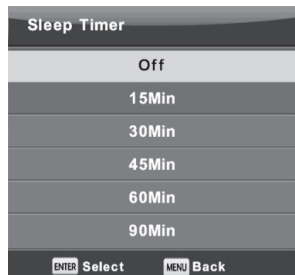 Sleep Timer
Off
15Min
30Min
45Min
60Min
90Min
ENTER Select MENU Back